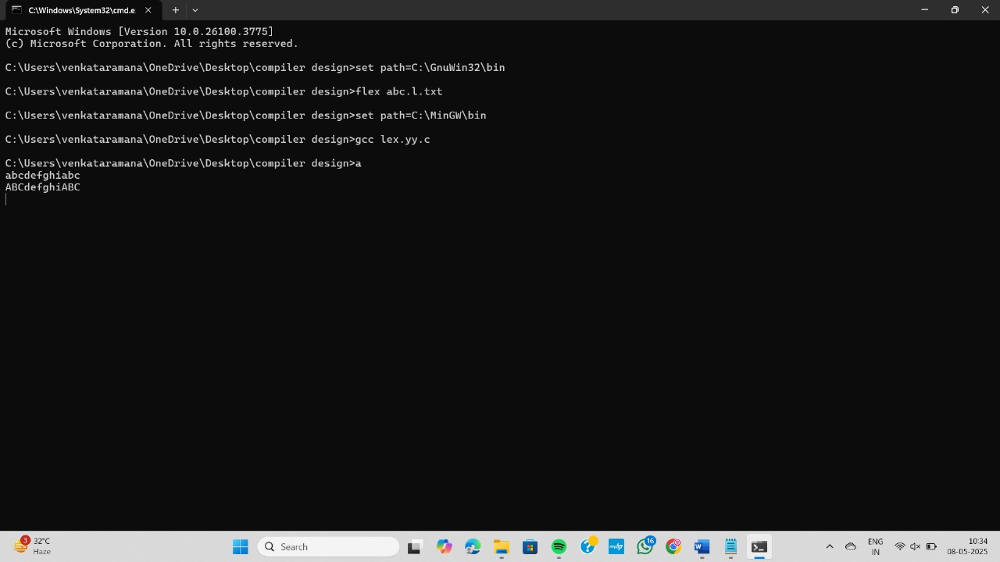 C:\Windows\System32\cmd.e
Microsoft Windows [Version 10.0.26100.3775]
(c) Microsoft Corporation. All rights reserved.
C:\Users\venkataramana\OneDrive\Desktop\compiler design>set path=C:\GnuWin32\bin
C:\Users\venkataramana\OneDrive\Desktop\compiler design>flex abc.l.txt
C:\Users\venkataramana\OneDrive\Desktop\compiler design>set path=C:\MinGW\bin
C:\Users\venkataramana\OneDrive\Desktop\compiler design>gcc lex.yy.c
C:\Users\venkataramana\OneDrive\Desktop\compiler design>a
abcdefghiabc
ABCdefghiABC
3
32°C
Haze
Search
myhp
16
W
ENG
IN
10:34
08-05-2025